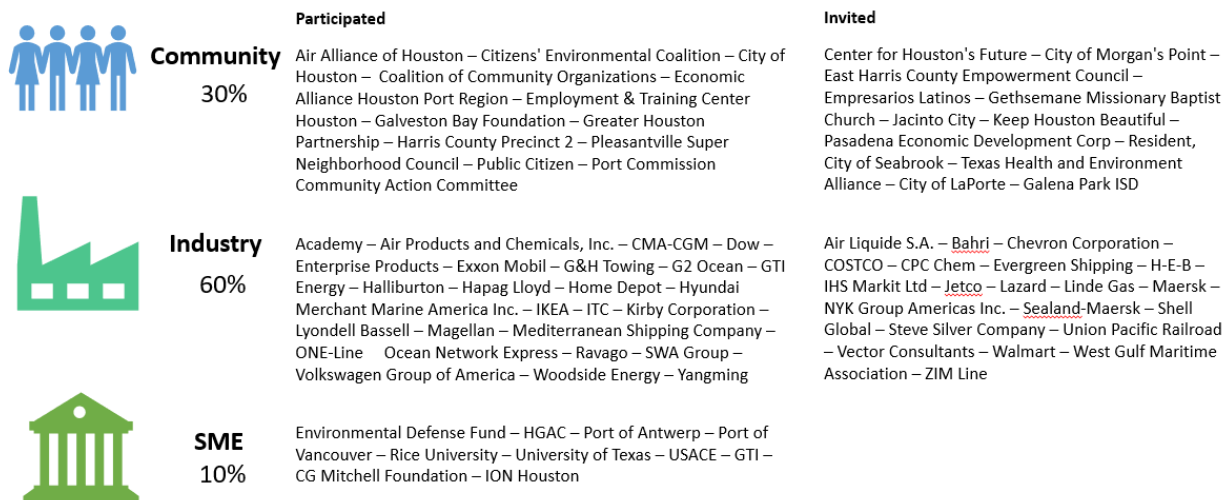 Participated
Invited
Community
30%
Air Alliance of Houston – Citizens' Environmental Coalition – City of
Houston – Coalition of Community Organizations – Economic
Alliance Houston Port Region – Employment & Training Center
Houston – Galveston Bay Foundation – Greater Houston
Partnership – Harris County Precinct 2 – Pleasantville Super
Neighborhood Council – Public Citizen – Port Commission
Community Action Committee
Center for Houston's Future – City of Morgan's Point –
East Harris County Empowerment Council –
Empresarios Latinos – Gethsemane Missionary Baptist
Church – Jacinto City – Keep Houston Beautiful –
Pasadena Economic Development Corp – Resident,
City of Seabrook – Texas Health and Environment
Alliance – City of LaPorte – Galena Park ISD
Industry
60%
Academy – Air Products and Chemicals, Inc. – CMA-CGM – Dow –
Enterprise Products – Exxon Mobil – G&H Towing – G2 Ocean – GTI
Energy – Halliburton – Hapag Lloyd – Home Depot – Hyundai
Merchant Marine America Inc. – IKEA – ITC – Kirby Corporation –
Lyondell Bassell – Magellan – Mediterranean Shipping Company –
ONE-Line Ocean Network Express – Ravago – SWA Group –
Volkswagen Group of America – Woodside Energy – Yangming
Air Liquide S.A. – Bahri – Chevron Corporation –
COSTCO – CPC Chem – Evergreen Shipping – H-E-B –
IHS Markit Ltd – Jetco – Lazard – Linde Gas – Maersk –
NYK Group Americas Inc. – Sealand-Maersk – Shell
Global – Steve Silver Company – Union Pacific Railroad
– Vector Consultants – Walmart – West Gulf Maritime
Association – ZIM Line
SME
10%
Environmental Defense Fund – HGAC – Port of Antwerp – Port of
Vancouver – Rice University – University of Texas – USACE – GTI –
CG Mitchell Foundation – ION Houston